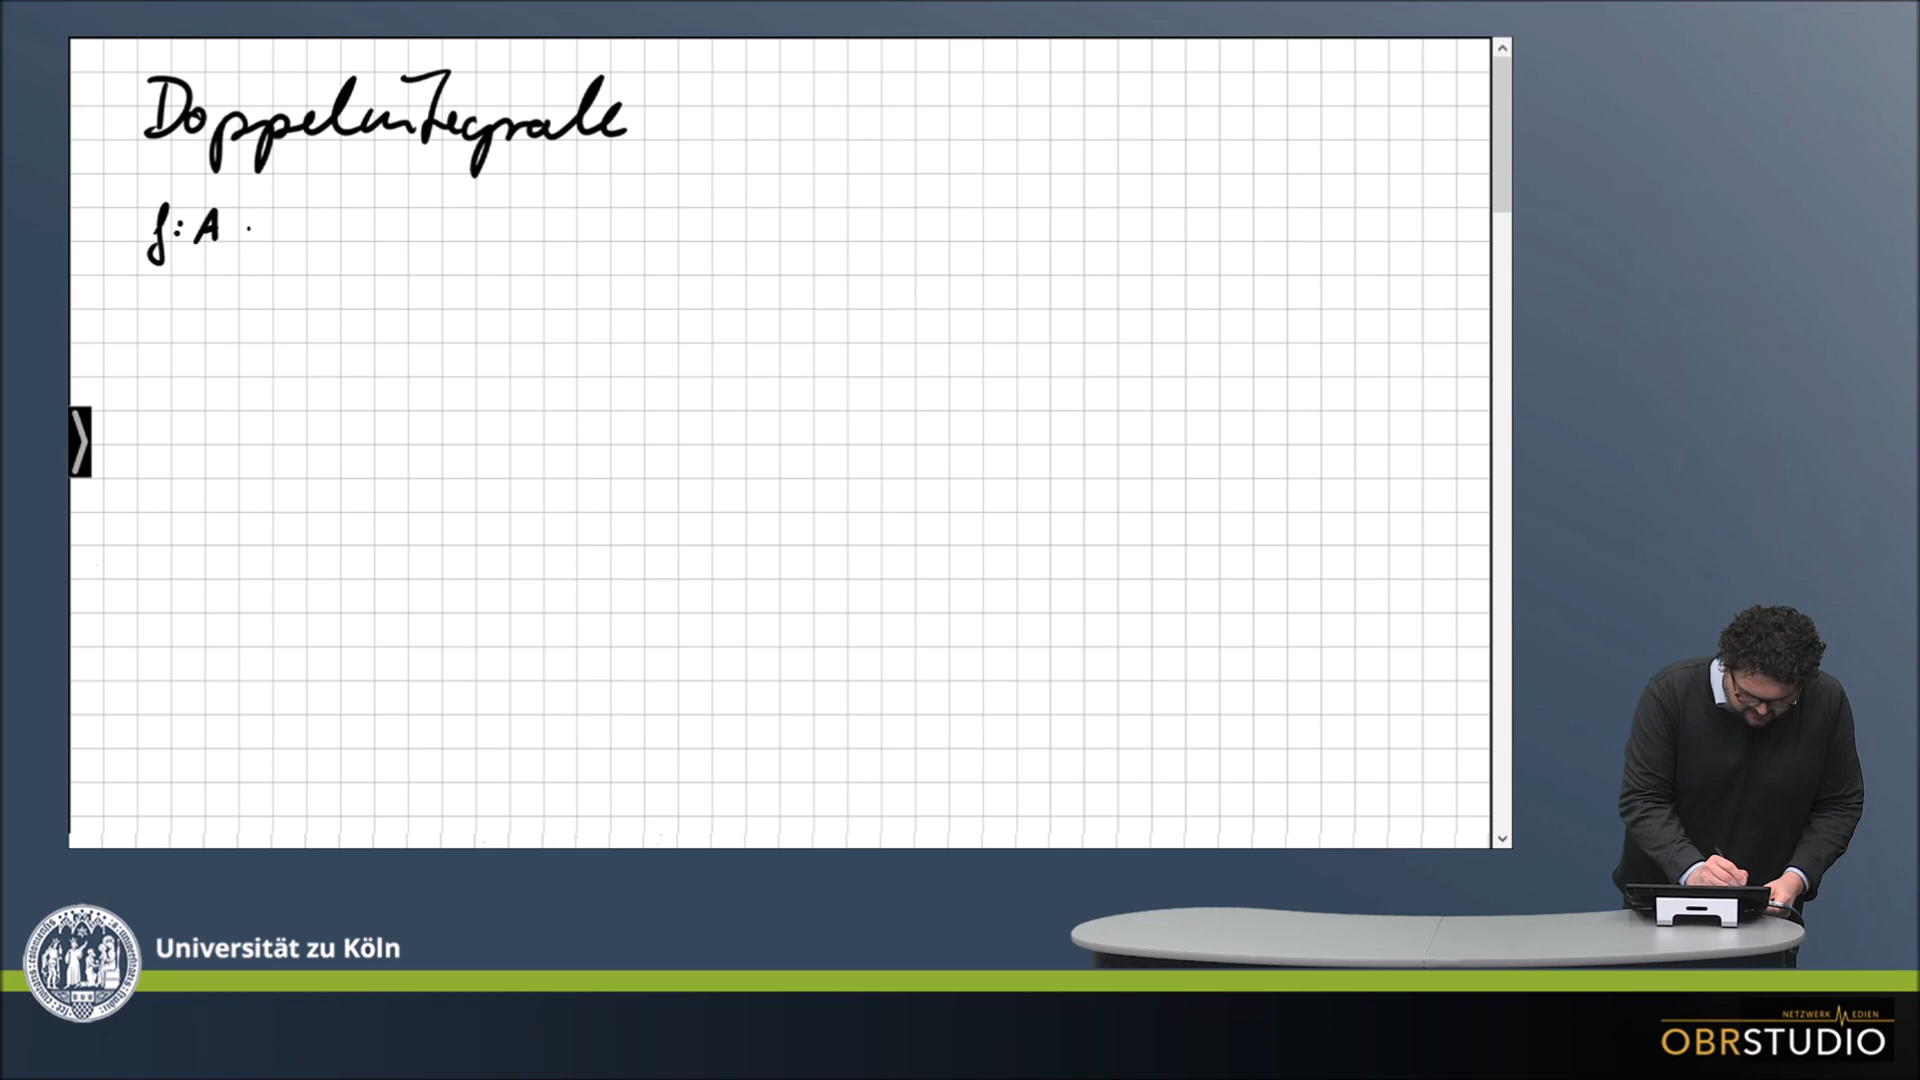 Doppelintegrale
f: A
Universität zu Köln
NETZWERK MEDIEN
OBRSTUDIO